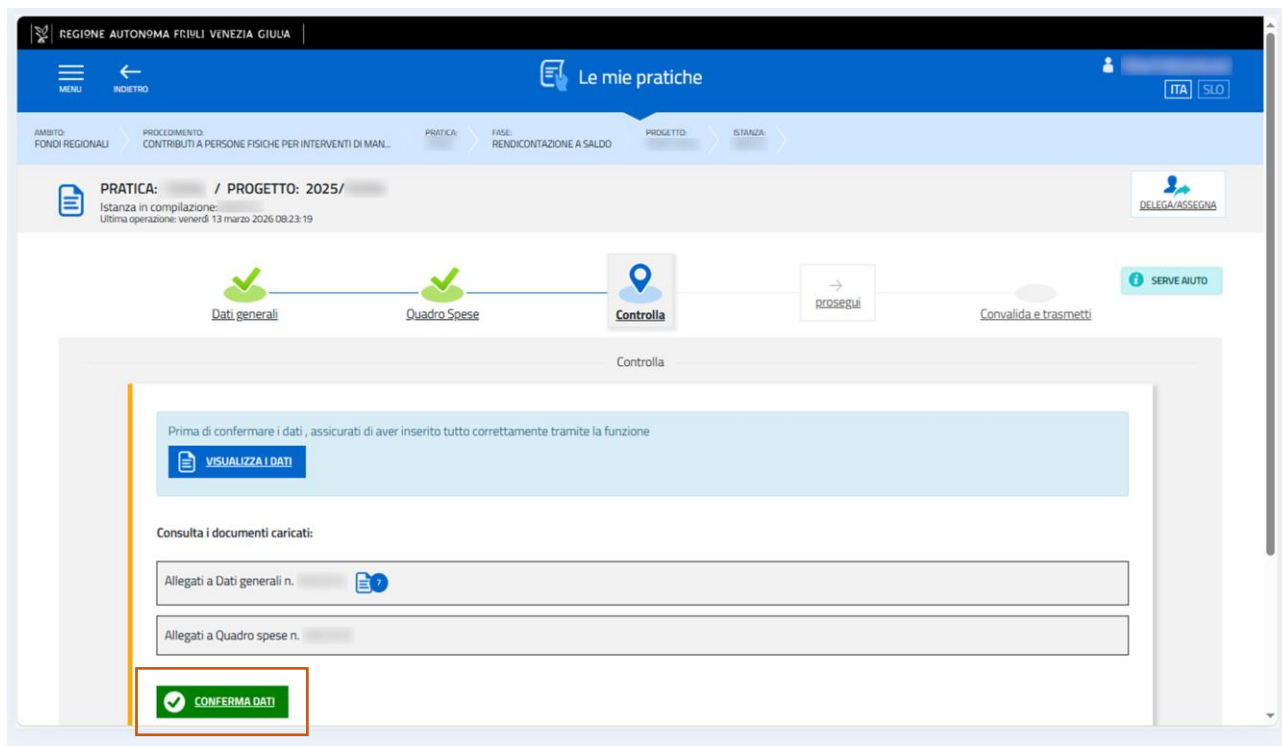 REGIONE AUTONOMA FRIULI VENEZIA GIULIA
MENU
INDIETRO
Le mie pratiche
ITA SLO
AMBITO: PROCEDIMENTO: PRATICA: FASE: PROGETTO: ISTANZA:
FONDI REGIONALI CONTRIBUTI A PERSONE FISICHE PER INTERVENTI DI MAN... RENDICONTAZIONE A SALDO
PRATICA: / PROGETTO: 2025/
Istanza in compilazione:
Ultima operazione: venerdì 13 marzo 2026 08:23:19
DELEGA/ASSEGNA
SERVE AIUTO
Dati generali Quadro Spese Controlla prosegui Convalida e trasmetti
Controlla
Prima di confermare i dati , assicurati di aver inserito tutto correttamente tramite la funzione
VISUALIZZA I DATI
Consulta i documenti caricati:
Allegati a Dati generali n. 7
Allegati a Quadro spese n.
CONFERMA DATI